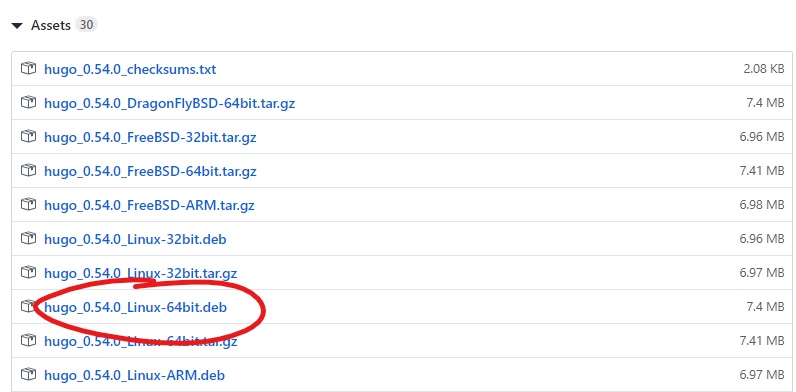 Assets 30
hugo_0.54.0_checksums.txt 2.08 KB
hugo_0.54.0_DragonFlyBSD-64bit.tar.gz 7.4 MB
hugo_0.54.0_FreeBSD-32bit.tar.gz 6.96 MB
hugo_0.54.0_FreeBSD-64bit.tar.gz 7.41 MB
hugo_0.54.0_FreeBSD-ARM.tar.gz 6.98 MB
hugo_0.54.0_Linux-32bit.deb 6.96 MB
hugo_0.54.0_Linux-32bit.tar.gz 6.97 MB
hugo_0.54.0_Linux-64bit.deb 7.4 MB
hugo_0.54.0_Linux-64bit.tar.gz 7.41 MB
hugo_0.54.0_Linux-ARM.deb 6.97 MB